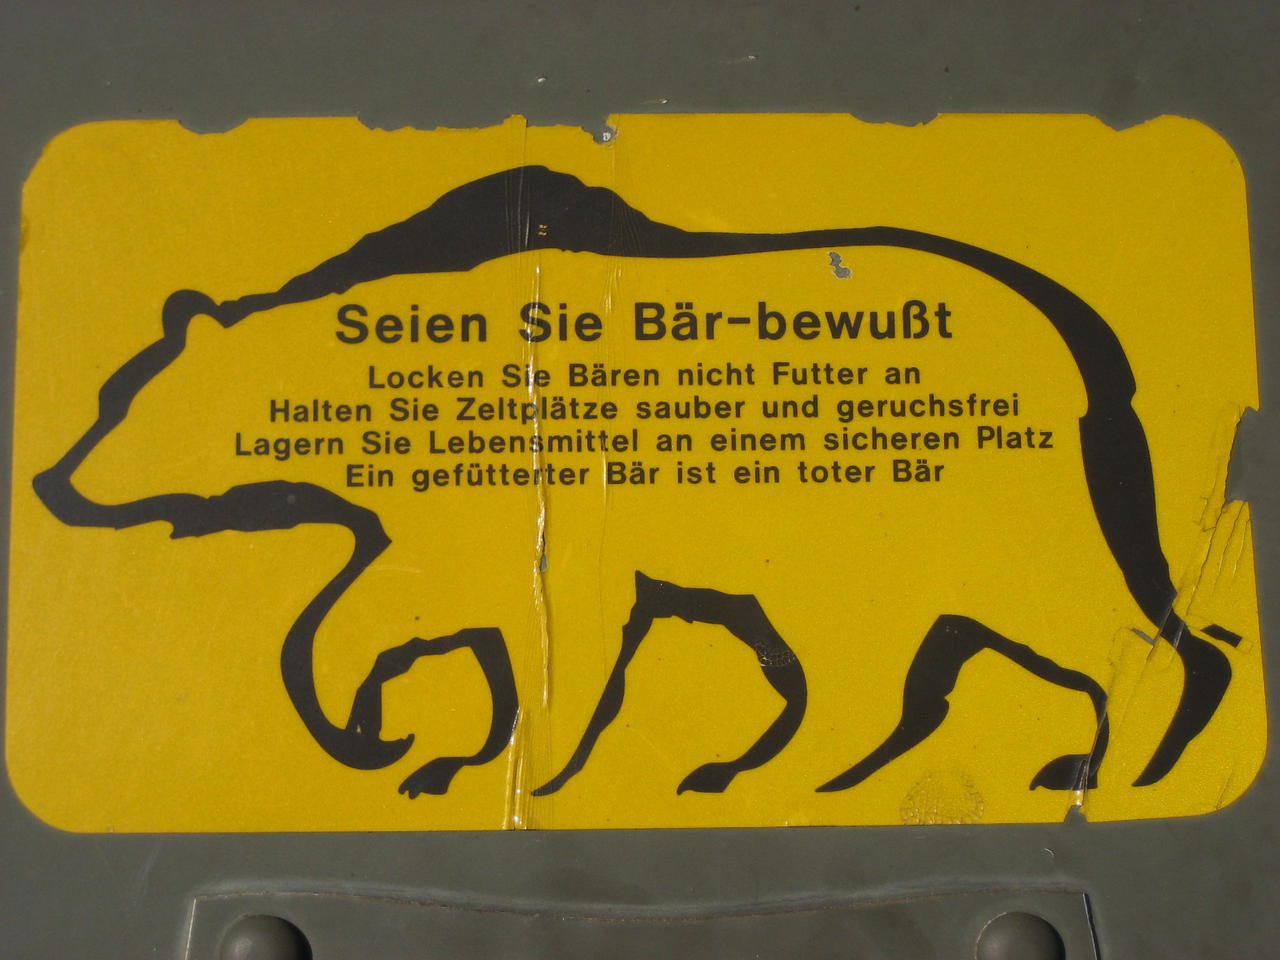 Seien Sie Bär-bewußt
Locken Sie Bären nicht Futter an
Halten Sie Zeltplätze sauber und geruchsfrei
Lagern Sie Lebensmittel an einem sicheren Platz
Ein gefütterter Bär ist ein toter Bär